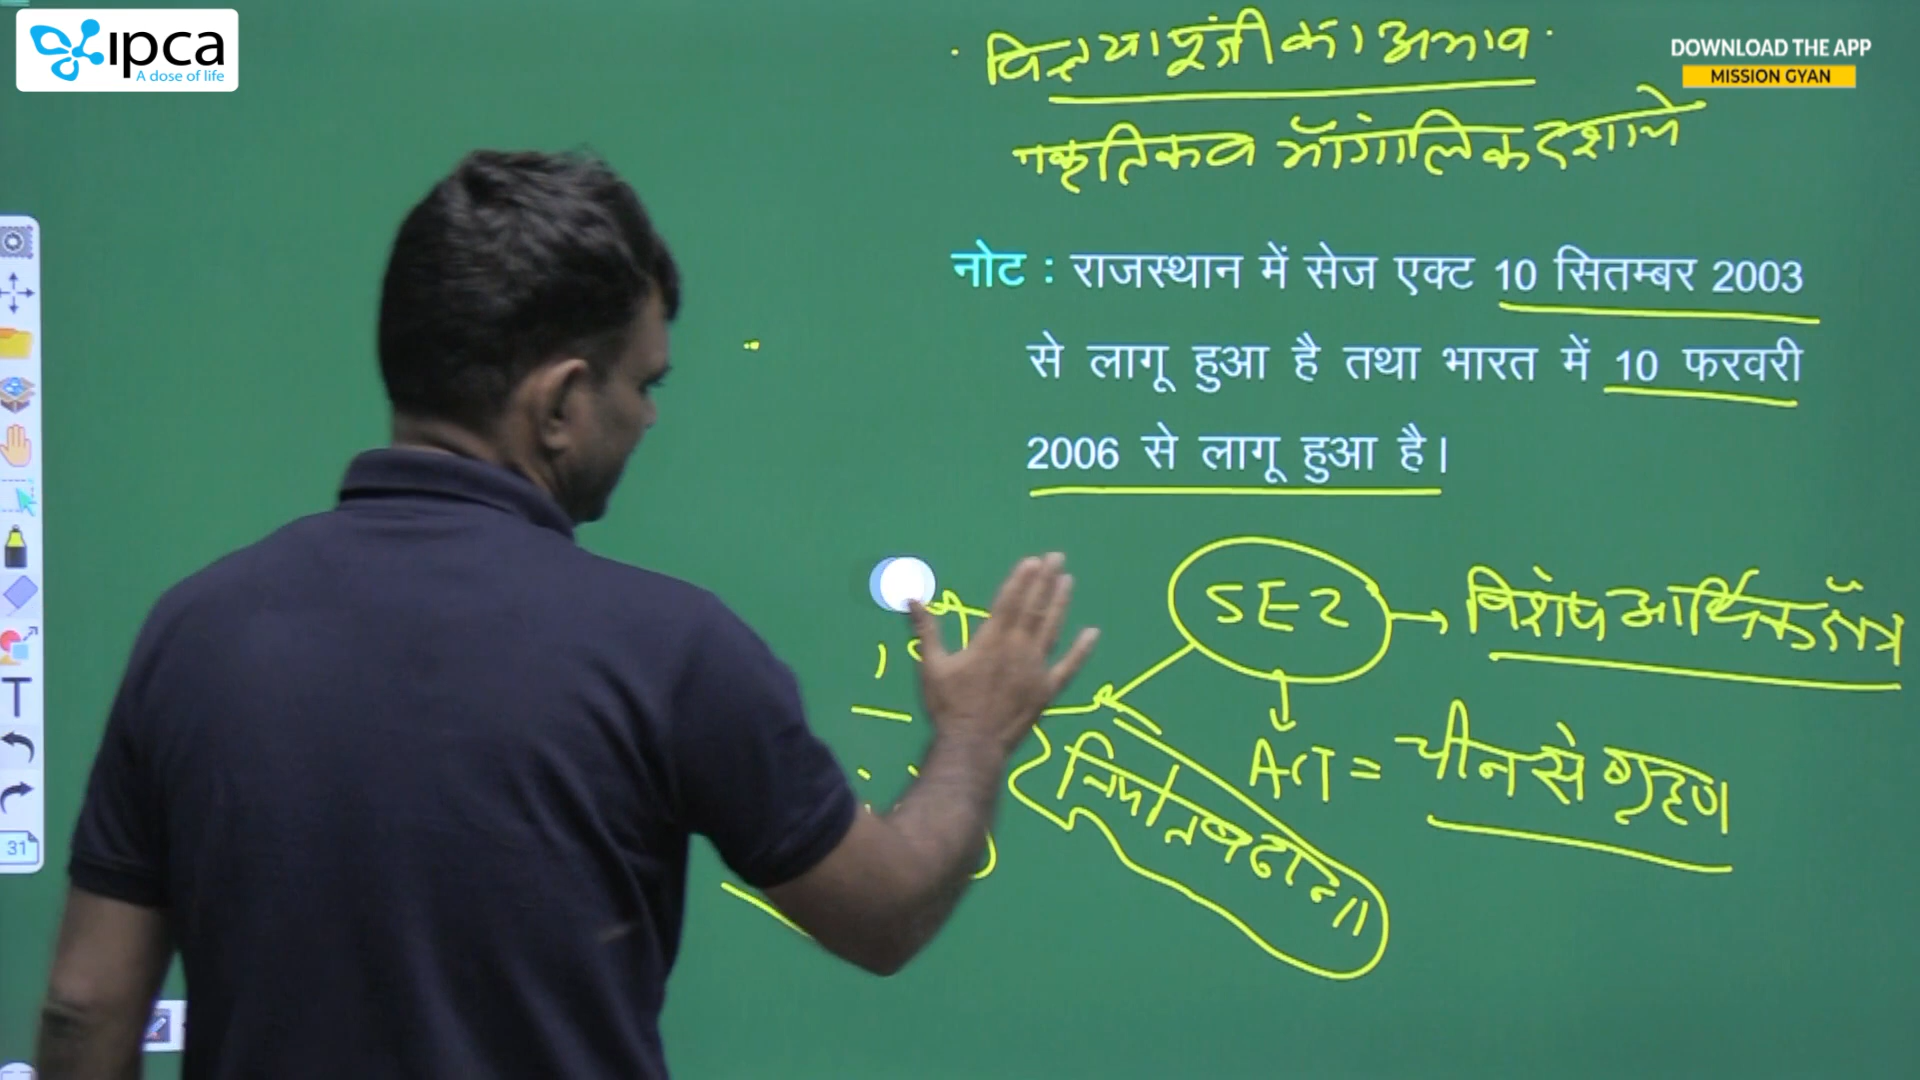 ipca
A dose of life
DOWNLOAD THE APP
MISSION GYAN
वित्त या पूंजी का अभाव
प्राकृतिक व भौगोलिक दशायें
नोट : राजस्थान में सेज एक्ट 10 सितम्बर 2003
से लागू हुआ है तथा भारत में 10 फरवरी
2006 से लागू हुआ है।
SEZ → विशेष आर्थिक क्षेत्र
Act = चीन से ग्रहण
निर्यात बढ़ाना
T
31